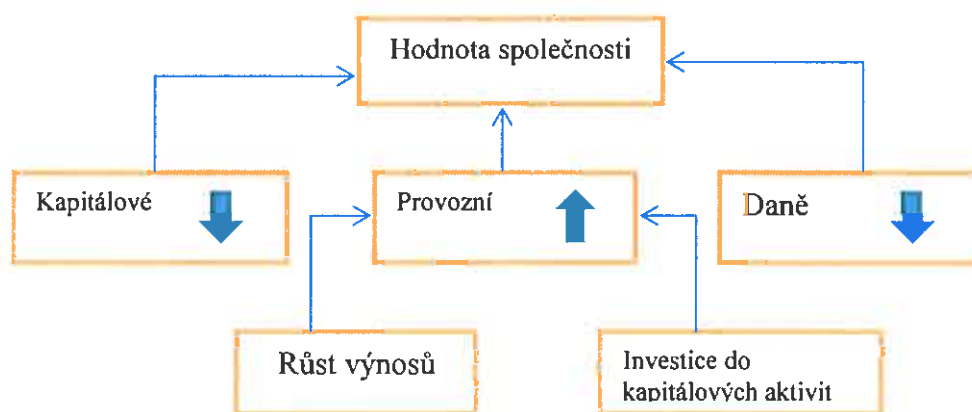 Hodnota společnosti
Kapitálové
Provozní
Daně
Růst výnosů
Investice do
kapitálových aktivit